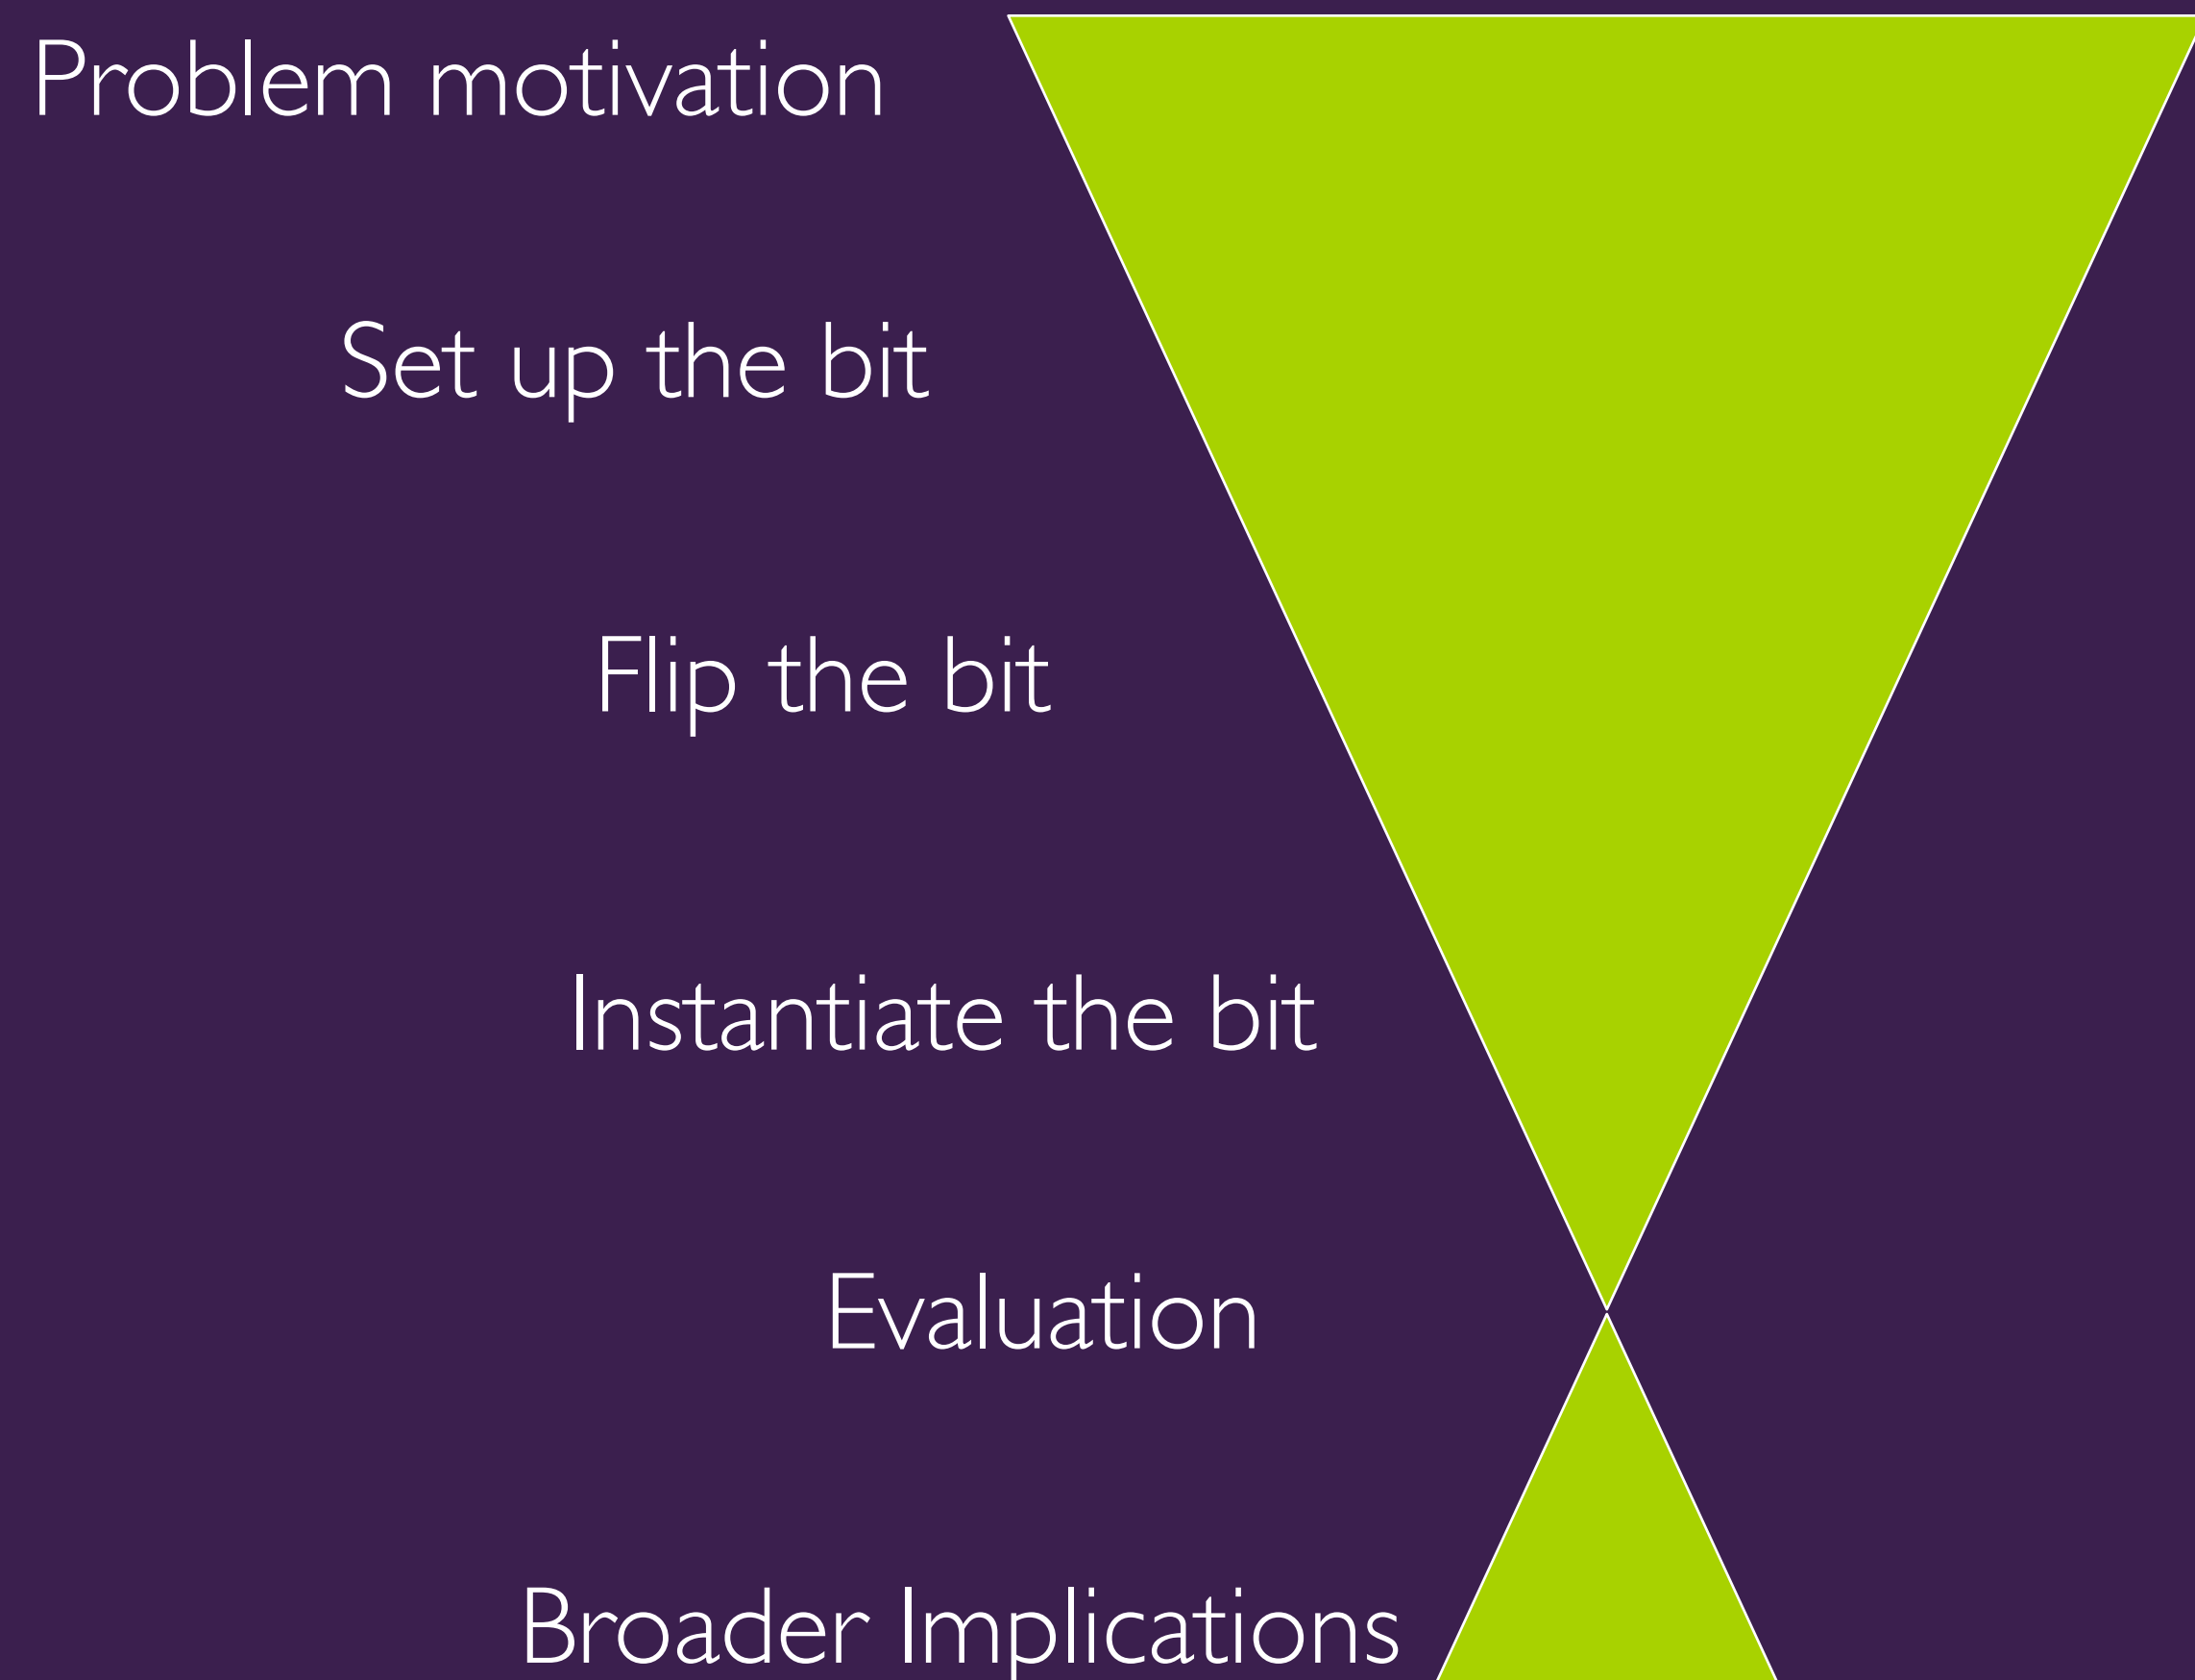 Problem motivation
Set up the bit
Flip the bit
Instantiate the bit
Evaluation
Broader Implications